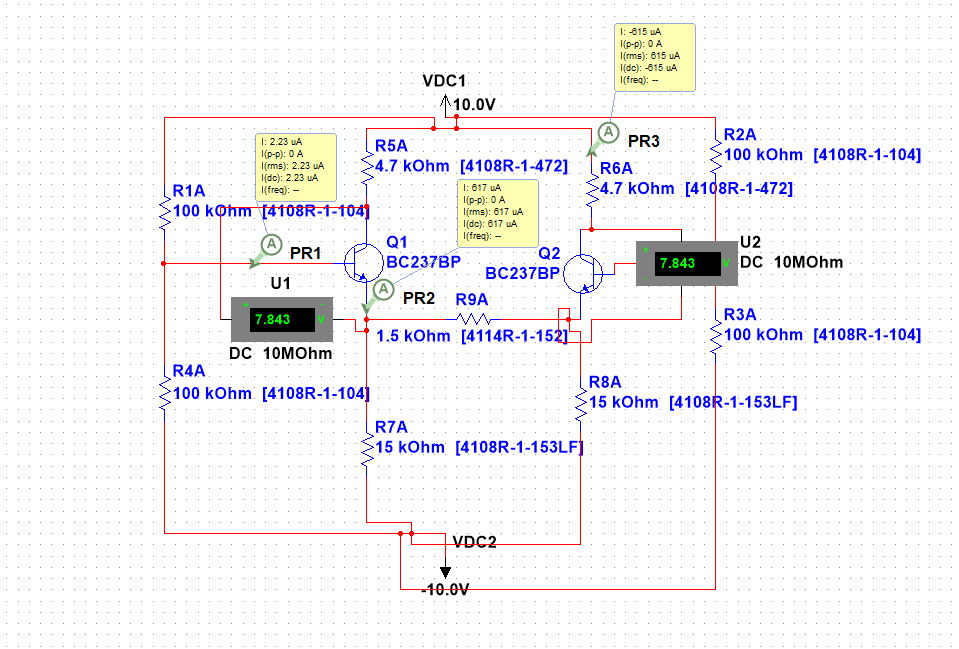 I: -615 uA
I(p-p): 0 A
I(rms): 615 uA
I(dc): -615 uA
I(freq): --
VDC1
10.0V
A
PR3
I: 2.23 uA
I(p-p): 0 A
I(rms): 2.23 uA
I(dc): 2.23 uA
I(freq): --
R5A
4.7 kOhm [4108R-1-472]
R2A
100 kOhm [4108R-1-104]
R6A
4.7 kOhm [4108R-1-472]
R1A
100 kOhm [4108R-1-104]
I: 617 uA
I(p-p): 0 A
I(rms): 617 uA
I(dc): 617 uA
I(freq): --
A
PR1
Q1
BC237BP
Q2
BC237BP
U2
DC 10MOhm
+
-
7.843
V
U1
+
-
7.843
V
DC 10MOhm
A
PR2
R9A
1.5 kOhm [4114R-1-152]
R3A
100 kOhm [4108R-1-104]
R4A
100 kOhm [4108R-1-104]
R8A
15 kOhm [4108R-1-153LF]
R7A
15 kOhm [4108R-1-153LF]
VDC2
-10.0V